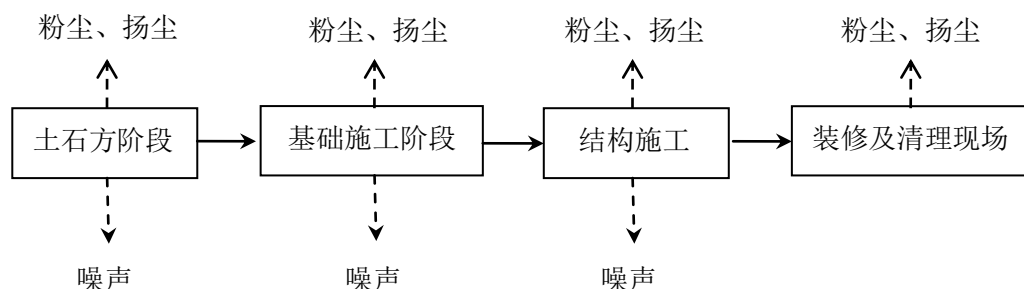 粉尘、扬尘
粉尘、扬尘
粉尘、扬尘
粉尘、扬尘
土石方阶段
基础施工阶段
结构施工
装修及清理现场
噪声
噪声
噪声